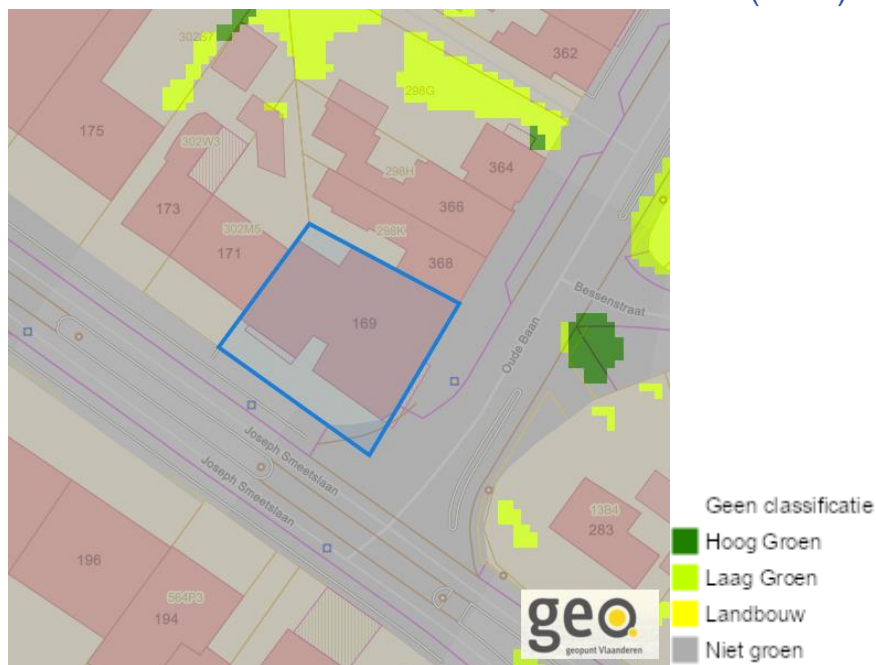 302S7
362
298G
175
302W3
364
298H
173
366
302M5
298K
171
368
Bessenstraat
169
Oude Baan
Joseph Smeetslaan
Joseph Smeetslaan
13B4
283
196
564P3
194
geo
geopunt Vlaanderen
Geen classificatie
Hoog Groen
Laag Groen
Landbouw
Niet groen